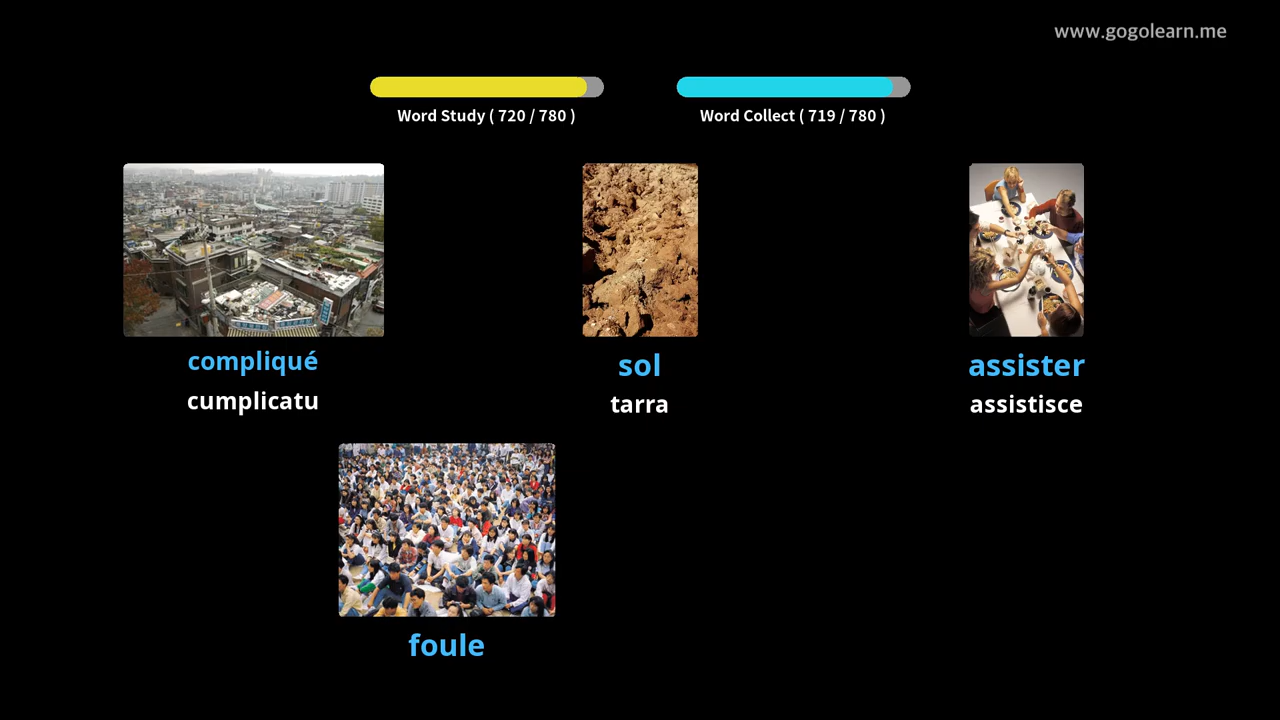 www.gogolearn.me
Word Study ( 720 / 780 )
Word Collect ( 719 / 780 )
compliqué
cumplicatu
sol
tarra
assister
assistisce
foule